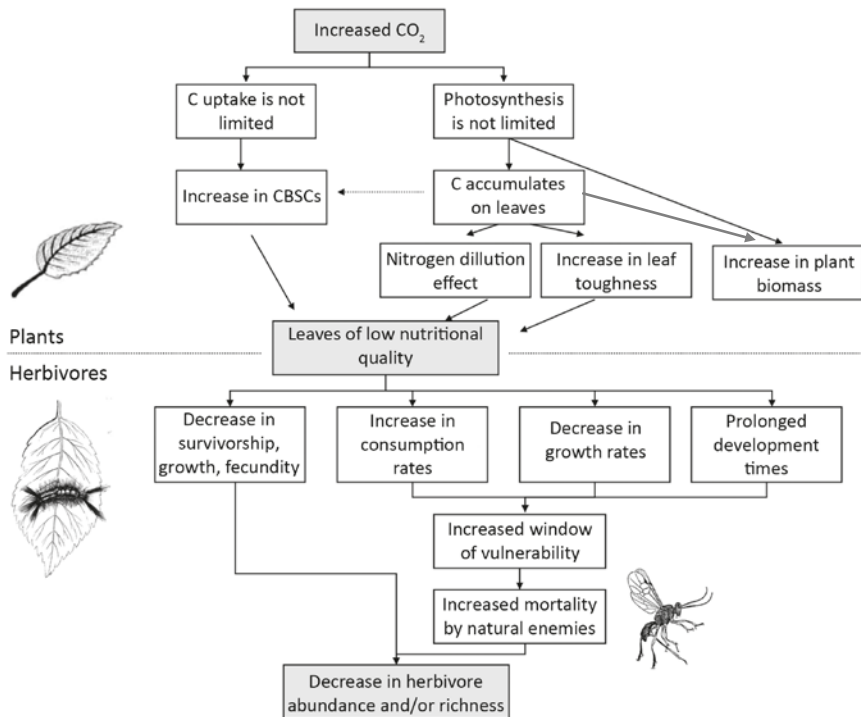 Increased CO₂
C uptake is not
limited
Photosynthesis
is not limited
Increase in CBSCs
C accumulates
on leaves
Nitrogen dillution
effect
Increase in leaf
toughness
Increase in plant
biomass
Leaves of low nutritional
quality
Plants
Herbivores
Decrease in
survivorship,
growth, fecundity
Increase in
consumption
rates
Decrease in
growth rates
Prolonged
development
times
Increased window
of vulnerability
Increased mortality
by natural enemies
Decrease in herbivore
abundance and/or richness